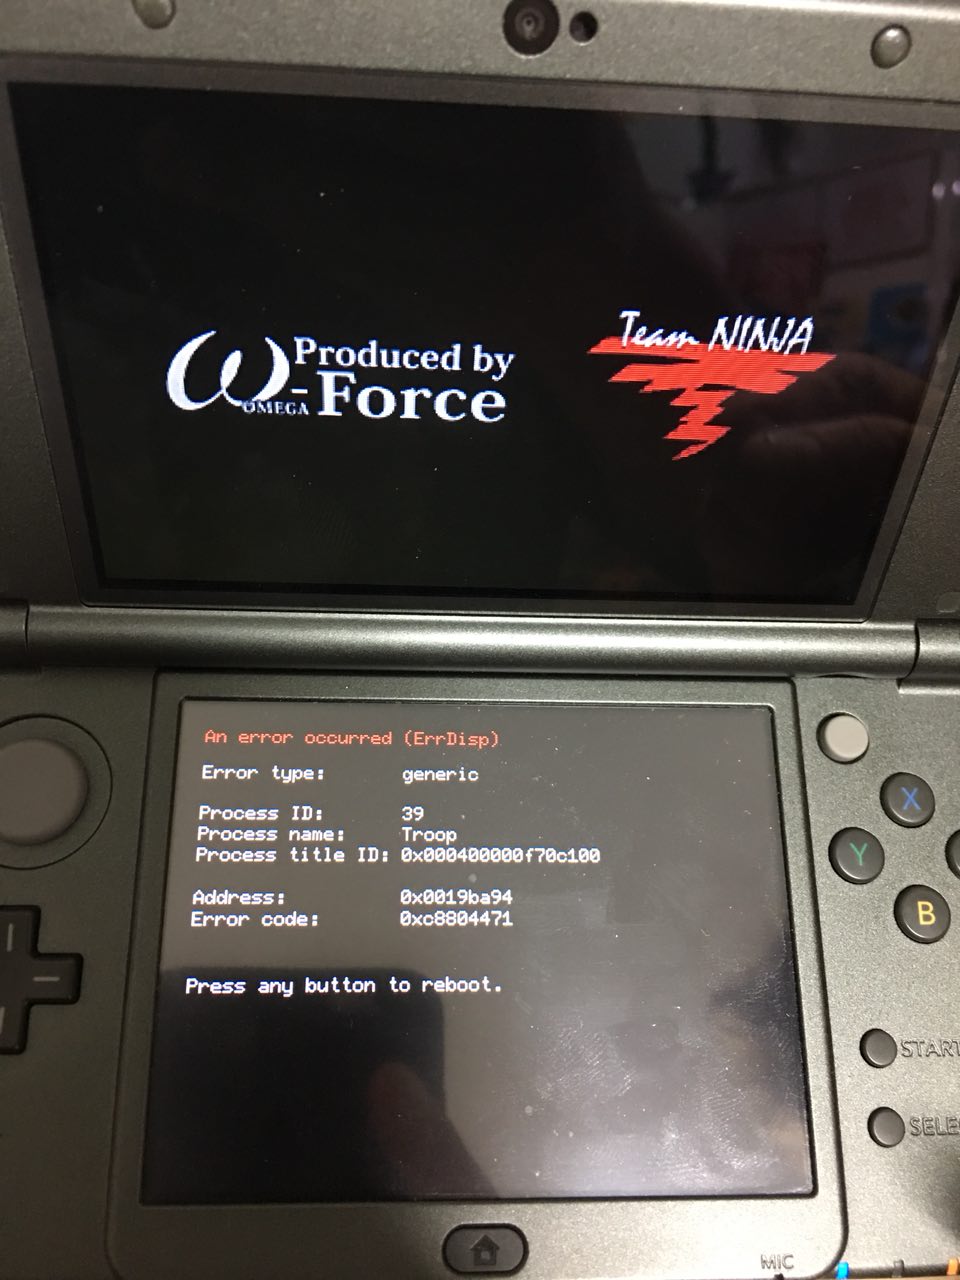 Team NINJA
ω Produced by
OMEGA-Force
An error occurred (ErrDisp)
Error type: generic
Process ID: 39
Process name: Troop
Process title ID: 0x000400000f70c100
Address: 0x0019ba94
Error code: 0xc8804471
Press any button to reboot.
X
Y
B
START
SELE
MIC